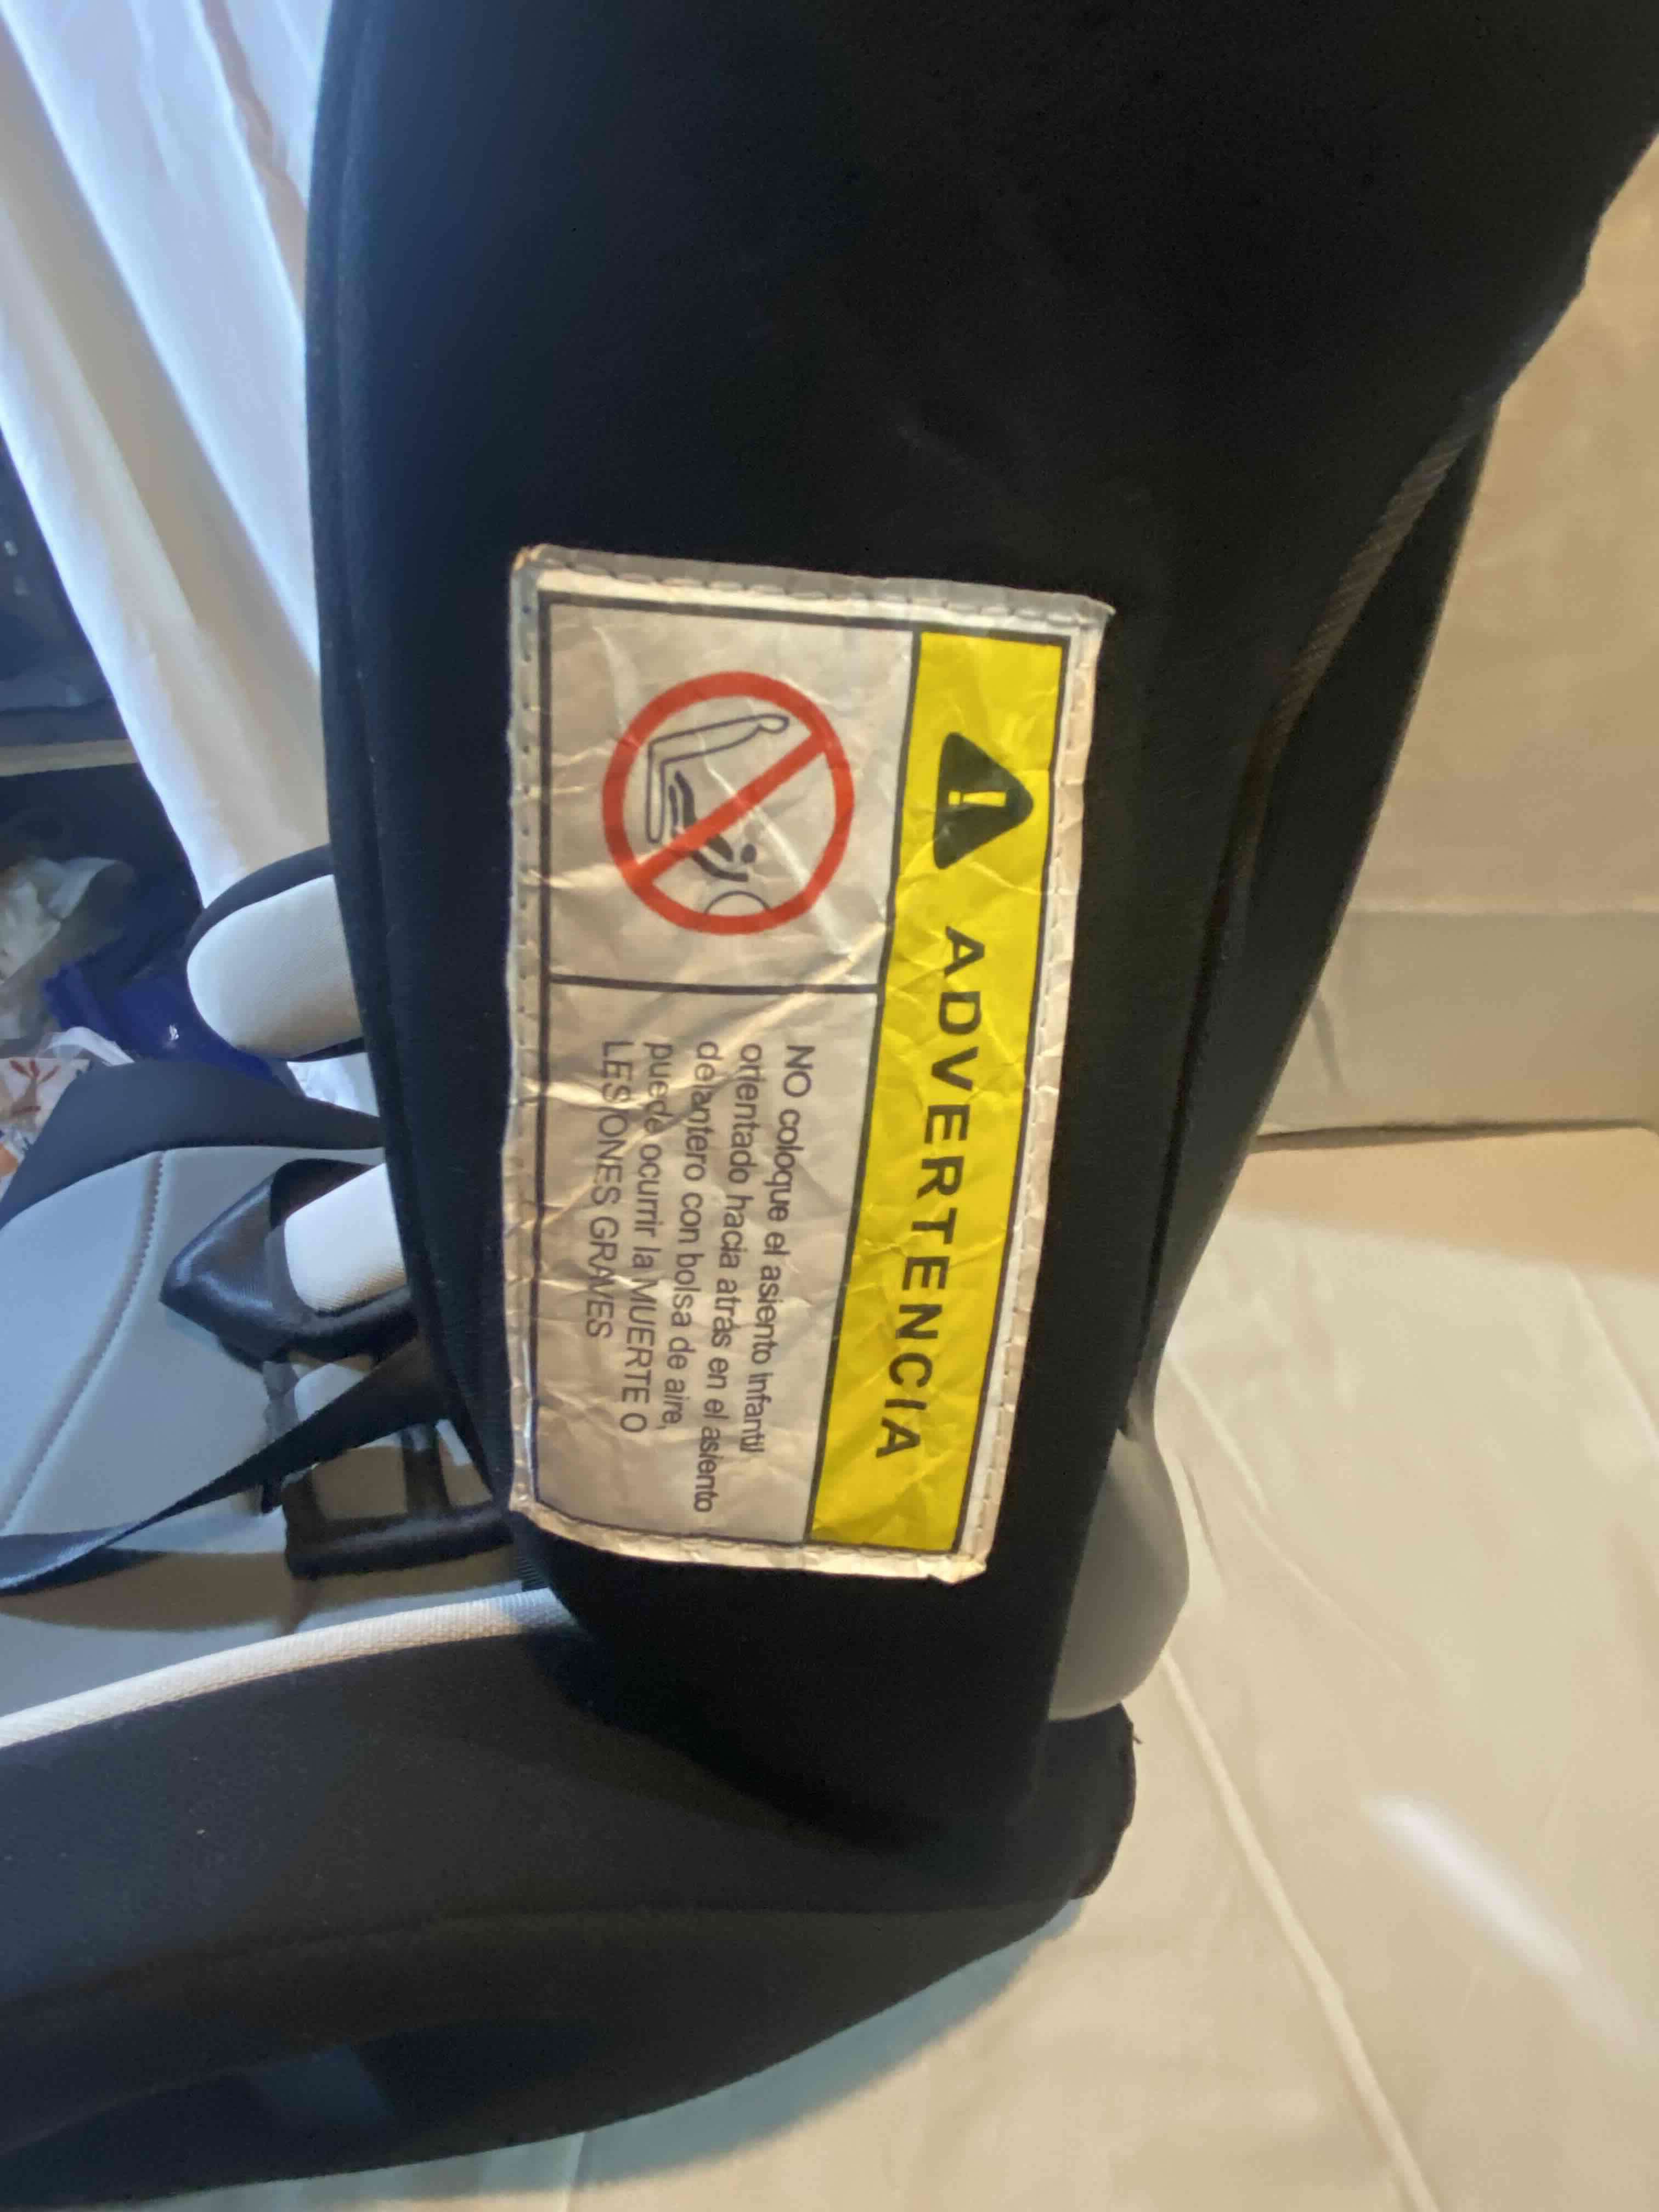 ADVERTENCIA
NO coloque el asiento infantil
orientado hacia atrás en el asiento
delantero con bolsa de aire,
puede ocurrir la MUERTE O
LESIONES GRAVES